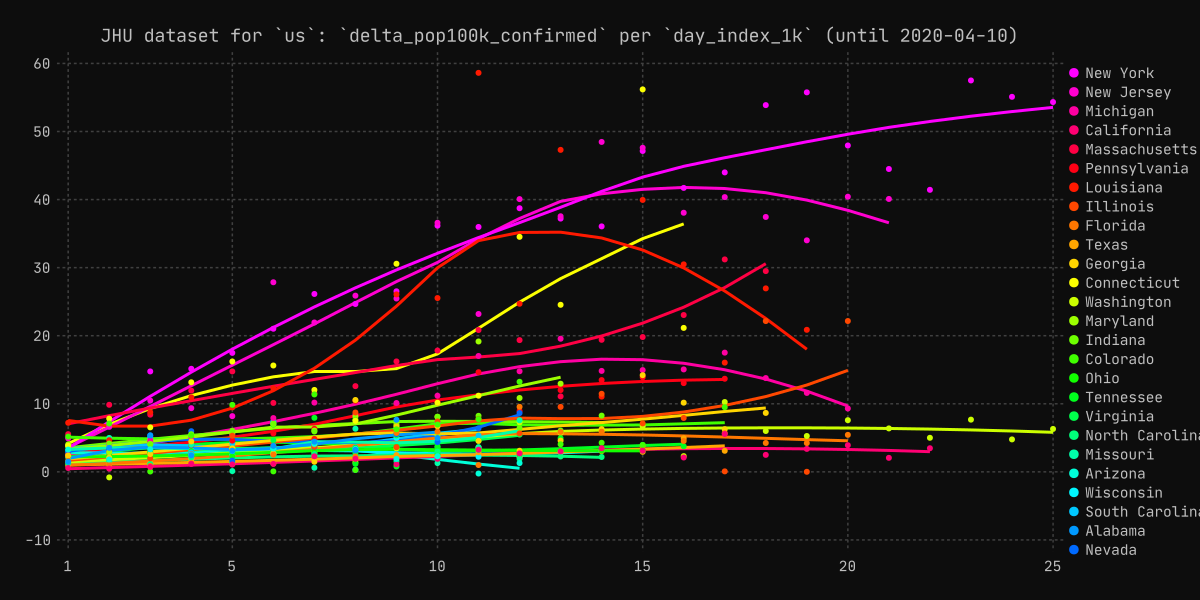 JHU dataset for `us`: `delta_pop100k_confirmed` per `day_index_1k` (until 2020-04-10)
60
50
40
30
20
10
0
-10
1
5
10
15
20
25
New York
New Jersey
Michigan
California
Massachusetts
Pennsylvania
Louisiana
Illinois
Florida
Texas
Georgia
Connecticut
Washington
Maryland
Indiana
Colorado
Ohio
Tennessee
Virginia
North Carolina
Missouri
Arizona
Wisconsin
South Carolina
Alabama
Nevada